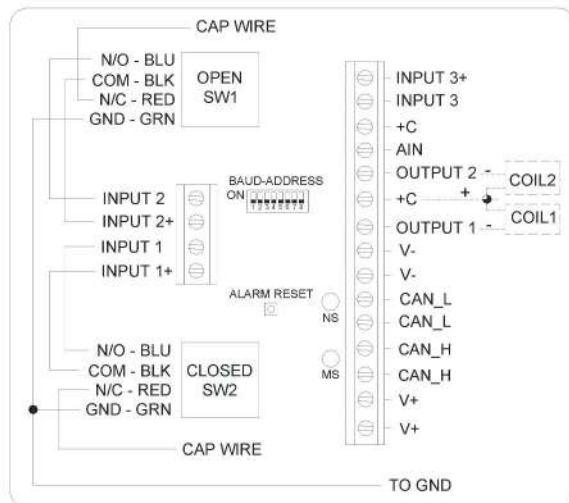 CAP WIRE
N/O - BLU
COM - BLK
N/C - RED
GND - GRN
OPEN
SW1
INPUT 2
INPUT 2+
INPUT 1
INPUT 1+
BAUD-ADDRESS
ON
1 2 3 4 5 6 7 8
ALARM RESET
NS
MS
N/O - BLU
COM - BLK
N/C - RED
GND - GRN
CLOSED
SW2
CAP WIRE
TO GND
INPUT 3+
INPUT 3
+C
AIN
OUTPUT 2 -
+C +
OUTPUT 1 -
COIL2
COIL1
V-
V-
CAN_L
CAN_L
CAN_H
CAN_H
V+
V+